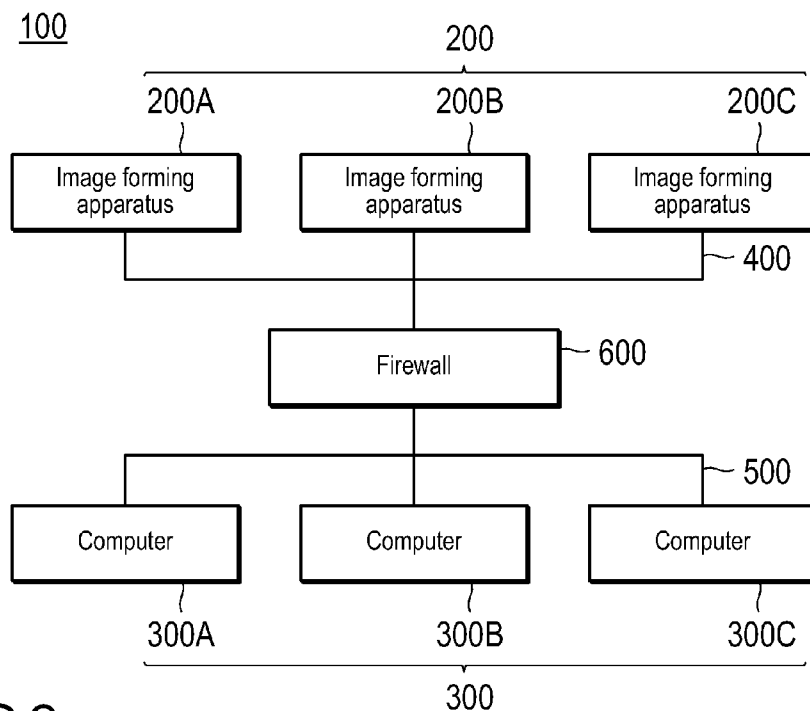 100
200
200A 200B 200C
Image forming apparatus
Image forming apparatus
Image forming apparatus
400
Firewall
600
500
Computer Computer Computer
300A 300B 300C
300